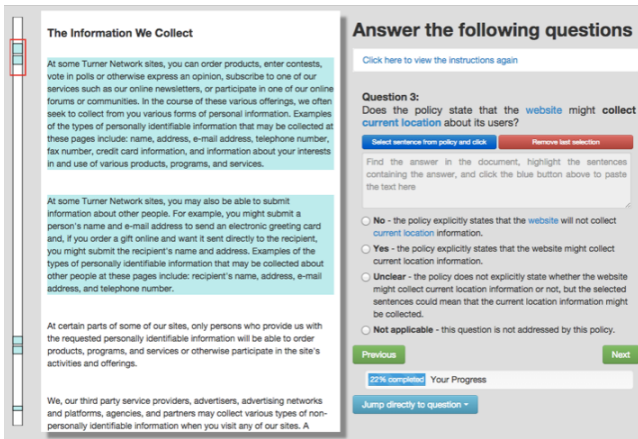 The Information We Collect
At some Turner Network sites, you can order products, enter contests,
vote in polls or otherwise express an opinion, subscribe to one of our
services such as our online newsletters, or participate in one of our online
forums or communities. In the course of these various offerings, we often
seek to collect from you various forms of personal information. Examples
of the types of personally identifiable information that may be collected at
these pages include: name, address, e-mail address, telephone number,
fax number, credit card information, and information about your interests
in and use of various products, programs, and services.
At some Turner Network sites, you may also be able to submit
information about other people. For example, you might submit a
person's name and e-mail address to send an electronic greeting card
and, if you order a gift online and want it sent directly to the recipient,
you might submit the recipient's name and address. Examples of the
types of personally identifiable information that may be collected about
other people at these pages include: recipient's name, address, e-mail
address, and telephone number.
At certain parts of some of our sites, only persons who provide us with
the requested personally identifiable information will be able to order
products, programs, and services or otherwise participate in the site's
activities and offerings.
We, our third party service providers, advertisers, advertising networks
and platforms, agencies, and partners may collect various types of non-
personally identifiable information when you visit any of our sites. A
Answer the following questions
Click here to view the instructions again
Question 3:
Does the policy state that the website might collect
current location about its users?
Select sentence from policy and click
Remove last selection
Find the answer in the document, highlight the sentences
containing the answer, and click the blue button above to paste
the text here
No - the policy explicitly states that the website will not collect
current location information.
Yes - the policy explicitly states that the website might collect
current location information.
Unclear - the policy does not explicitly state whether the website
might collect current location information or not, but the selected
sentences could mean that the current location information might
be collected.
Not applicable - this question is not addressed by this policy.
Previous
Next
22% completed Your Progress
Jump directly to question